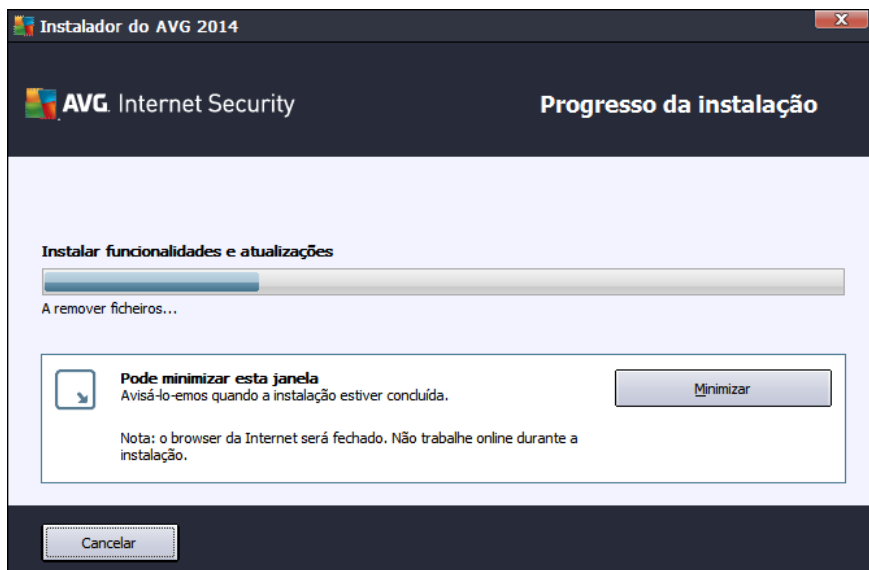 Instalador do AVG 2014
AVG. Internet Security
Progresso da instalação
Instalar funcionalidades e atualizações
A remover ficheiros...
Pode minimizar esta janela
Avisá-lo-emos quando a instalação estiver concluída.
Minimizar
Nota: o browser da Internet será fechado. Não trabalhe online durante a
instalação.
Cancelar